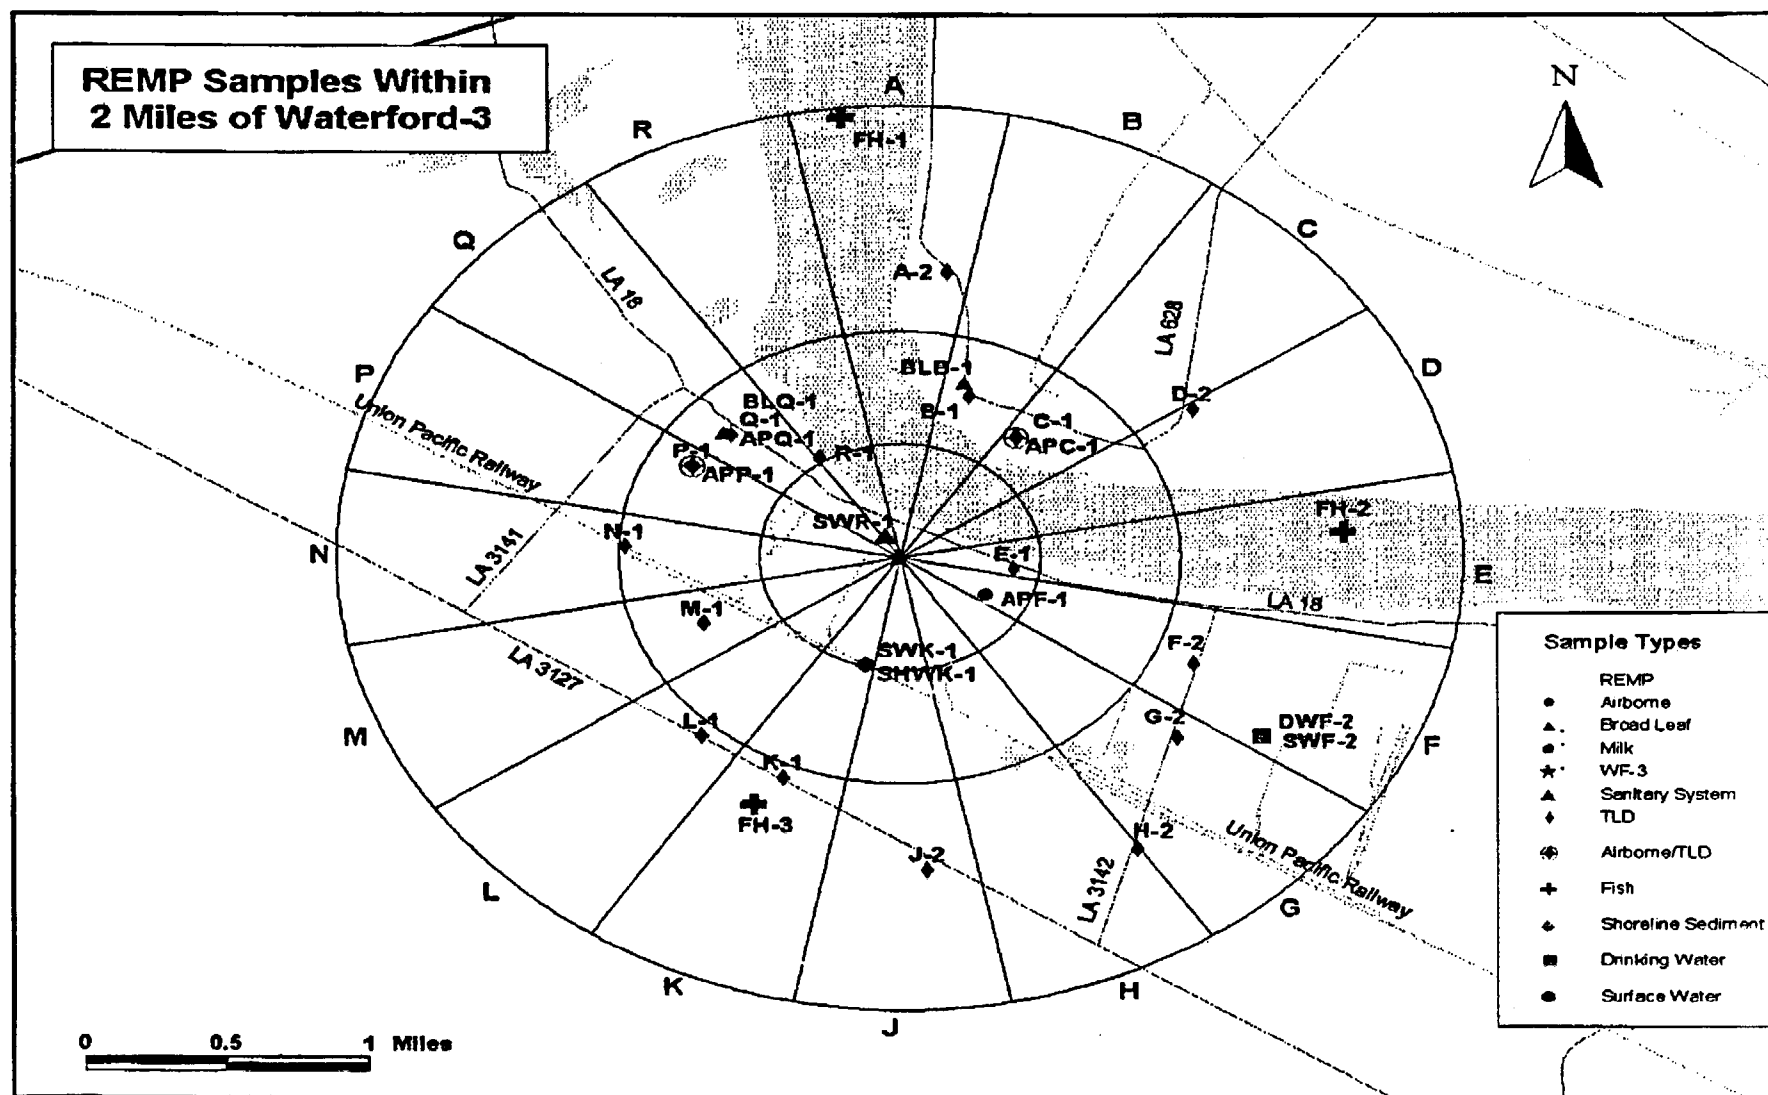 REMP Samples Within
2 Miles of Waterford-3
N
A
B
R
FH-1
C
Q
A-2
LA 18
LA 628
D
P
BLB-1
D-2
BLQ-1
B-1
C-1
Q-1
APQ-1
APC-1
P-1
R-1
APP-1
Union Pacific Railway
FH-2
SWR-1
N-1
N
E-1
LA 3141
E
APF-1
LA 18
M-1
F-2
SWK-1
SHWK-1
LA 3127
L-1
G-2
DWF-2
SWF-2
M
F
K-1
FH-3
H-2
Union Pacific Railway
J-2
LA 3142
L
G
K
H
J
Sample Types
REMP
Airborne
Broad Leaf
Milk
WF-3
Sanitary System
TLD
Airborne/TLD
Fish
Shoreline Sediment
Drinking Water
Surface Water
0 0.5 1 Miles